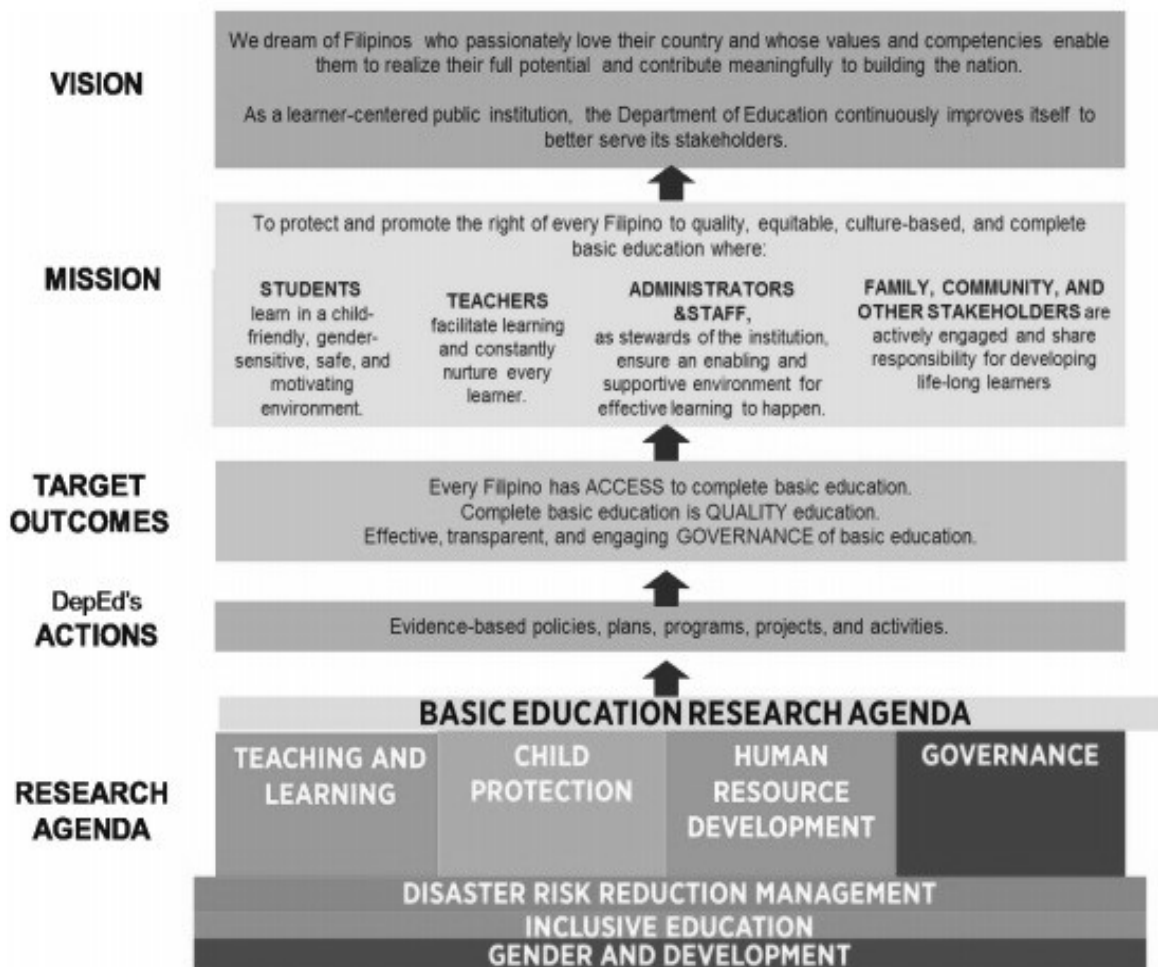 VISION
We dream of Filipinos who passionately love their country and whose values and competencies enable
them to realize their full potential and contribute meaningfully to building the nation.
As a learner-centered public institution, the Department of Education continuously improves itself to
better serve its stakeholders.
MISSION
To protect and promote the right of every Filipino to quality, equitable, culture-based, and complete
basic education where:
STUDENTS
learn in a child-
friendly, gender-
sensitive, safe, and
motivating
environment.
TEACHERS
facilitate learning
and constantly
nurture every
learner.
ADMINISTRATORS
&STAFF,
as stewards of the institution,
ensure an enabling and
supportive environment for
effective learning to happen.
FAMILY, COMMUNITY, AND
OTHER STAKEHOLDERS are
actively engaged and share
responsibility for developing
life-long learners
TARGET
OUTCOMES
Every Filipino has ACCESS to complete basic education.
Complete basic education is QUALITY education.
Effective, transparent, and engaging GOVERNANCE of basic education.
DepEd's
ACTIONS
Evidence-based policies, plans, programs, projects, and activities.
RESEARCH
AGENDA
BASIC EDUCATION RESEARCH AGENDA
TEACHING AND
LEARNING
CHILD
PROTECTION
HUMAN
RESOURCE
DEVELOPMENT
GOVERNANCE
DISASTER RISK REDUCTION MANAGEMENT
INCLUSIVE EDUCATION
GENDER AND DEVELOPMENT